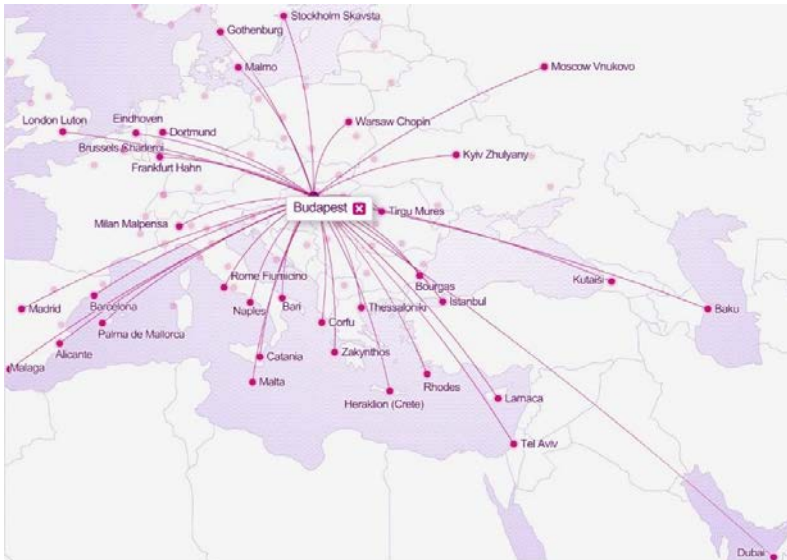 Stockholm Skavsta
Gothenburg
Malmo
Moscow Vnukovo
London Luton
Eindhoven
Dortmund
Warsaw Chopin
Brussels Charleroi
Frankfurt Hahn
Kyiv Zhulyany
Budapest
Tirgu Mures
Milan Malpensa
Rome Fiumicino
Bourgas
Kutaisi
Madrid
Barcelona
Naples
Bari
Thessaloniki
Istanbul
Baku
Palma de Mallorca
Corfu
Alicante
Zakynthos
Catania
Malaga
Malta
Rhodes
Heraklion (Crete)
Larnaca
Tel Aviv
Dubai